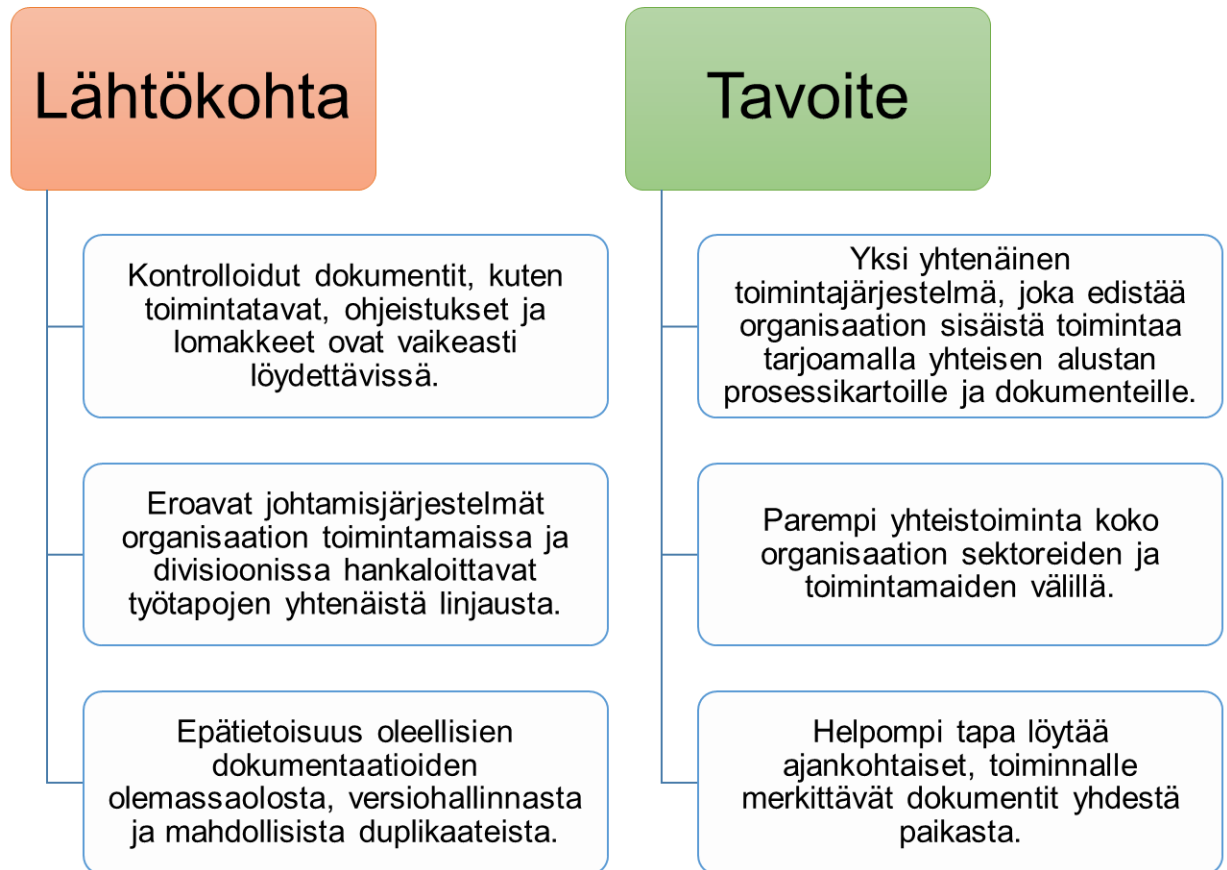 Lähtökohta
Kontrolloidut dokumentit, kuten
toimintatavat, ohjeistukset ja
lomakkeet ovat vaikeasti
löydettävissä.
Eroavat johtamisjärjestelmät
organisaation toimintamaissa ja
divisioonissa hankaloittavat
työtapojen yhtenäistä linjausta.
Epätietoisuus oleellisien
dokumentaatioiden
olemassaolosta, versiohallinnasta
ja mahdollisista duplikaateista.
Tavoite
Yksi yhtenäinen
toimintajärjestelmä, joka edistää
organisaation sisäistä toimintaa
tarjoamalla yhteisen alustan
prosessikartoille ja dokumenteille.
Parempi yhteistoiminta koko
organisaation sektoreiden ja
toimintamaiden välillä.
Helpompi tapa löytää
ajankohtaiset, toiminnalle
merkittävät dokumentit yhdestä
paikasta.